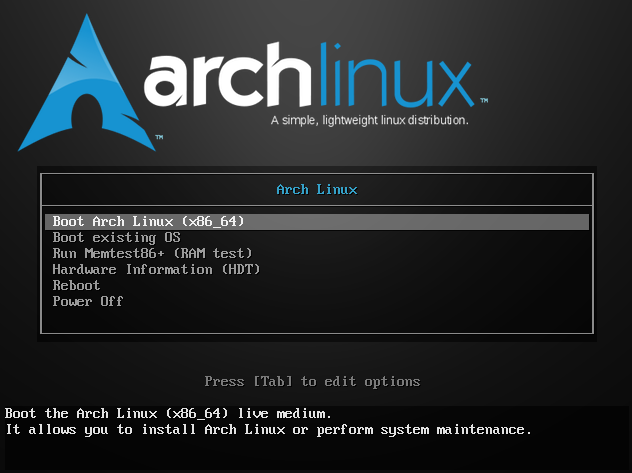 archlinux™
A simple, lightweight linux distribution.
™
Arch Linux
Boot Arch Linux (x86_64)
Boot existing OS
Run Memtest86+ (RAM test)
Hardware Information (HDT)
Reboot
Power Off
Press [Tab] to edit options
Boot the Arch Linux (x86_64) live medium.
It allows you to install Arch Linux or perform system maintenance.